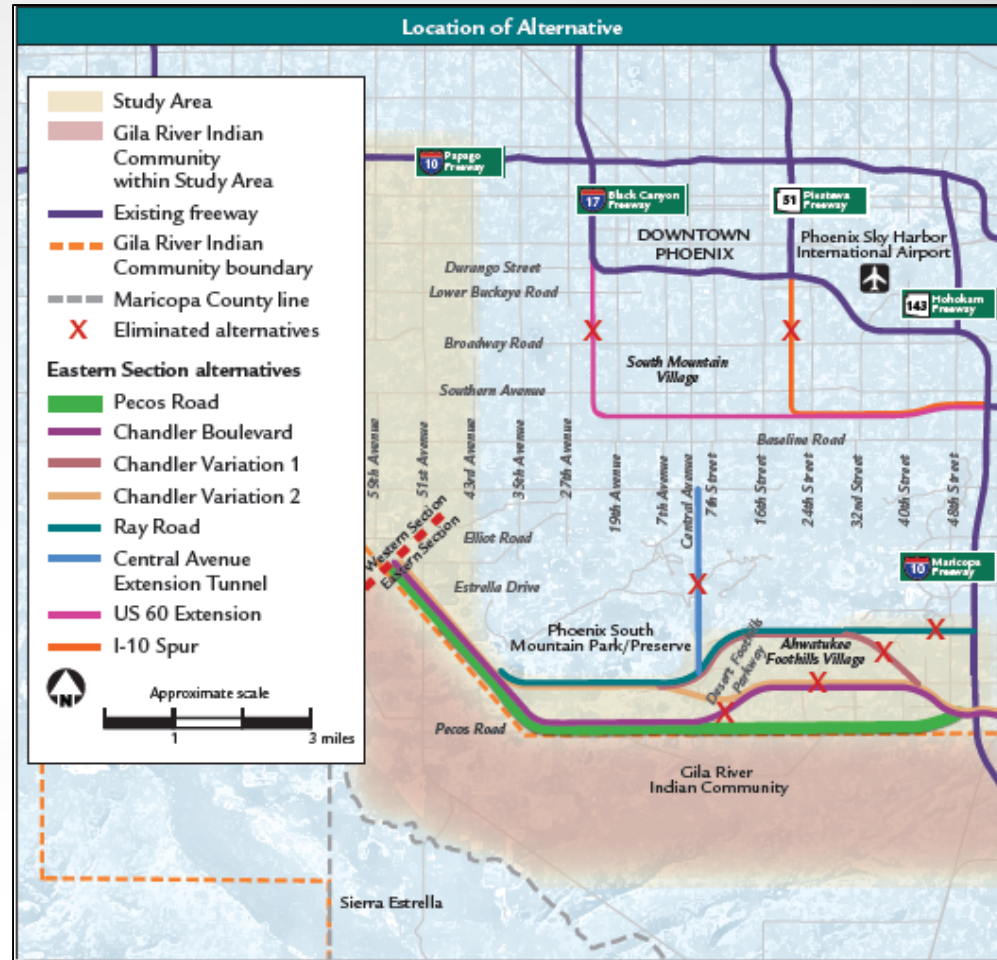 Location of Alternative
Study Area
Gila River Indian
Community
within Study Area
Existing freeway
Gila River Indian
Community boundary
Maricopa County line
X Eliminated alternatives
Eastern Section alternatives
Pecos Road
Chandler Boulevard
Chandler Variation 1
Chandler Variation 2
Ray Road
Central Avenue
Extension Tunnel
US 60 Extension
I-10 Spur
N
Approximate scale
1
3 miles
10 Papago
Freeway
17 Black Canyon
Freeway
51 Piestewa
Freeway
DOWNTOWN
PHOENIX
Phoenix Sky Harbor
International Airport
143 Hohokam
Freeway
Durango Street
Lower Buckeye Road
Broadway Road
Southern Avenue
South Mountain
Village
Baseline Road
59th Avenue
51st Avenue
43rd Avenue
35th Avenue
27th Avenue
19th Avenue
7th Avenue
Central Avenue
7th Street
16th Street
24th Street
32nd Street
40th Street
48th Street
Western Section
Eastern Section
Elliot Road
Estrella Drive
10 Maricopa
Freeway
X
X
X
X
X
X
X
Phoenix South
Mountain Park/Preserve
Desert Foothills
Parkway
Ahwatukee
Foothills Village
Pecos Road
Gila River
Indian Community
Sierra Estrella